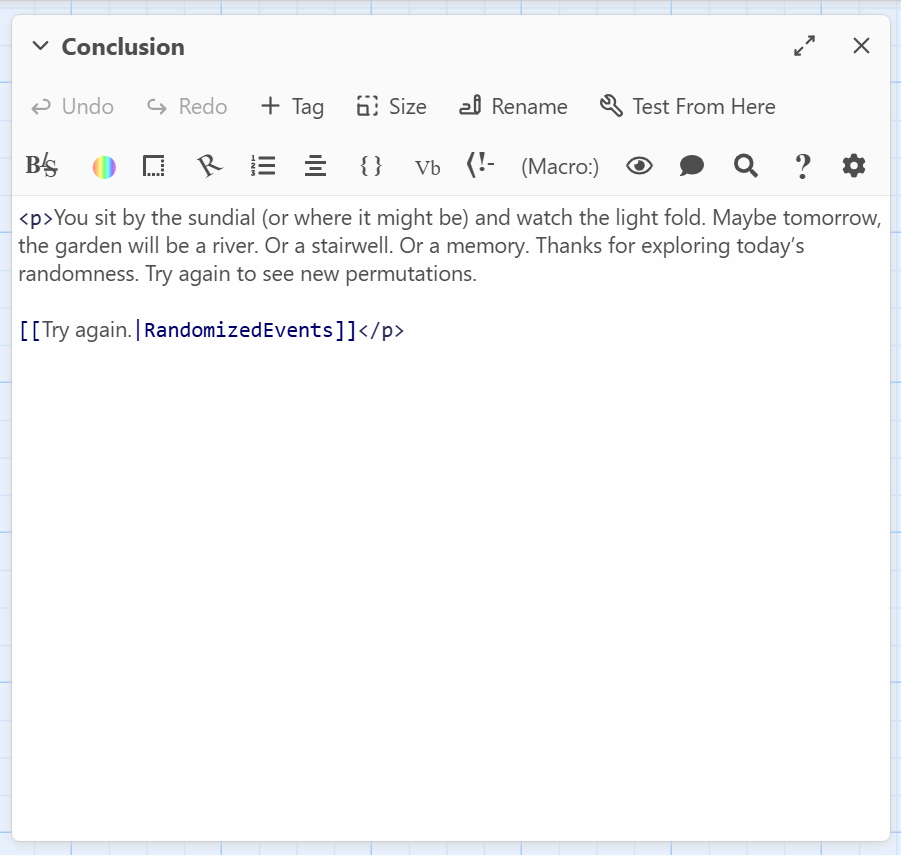 Conclusion
Undo Redo + Tag Size Rename Test From Here
B/S { } Vb (!- (Macro:) ?
<p>You sit by the sundial (or where it might be) and watch the light fold. Maybe tomorrow,
the garden will be a river. Or a stairwell. Or a memory. Thanks for exploring today’s
randomness. Try again to see new permutations.
[[Try again.|RandomizedEvents]]</p>